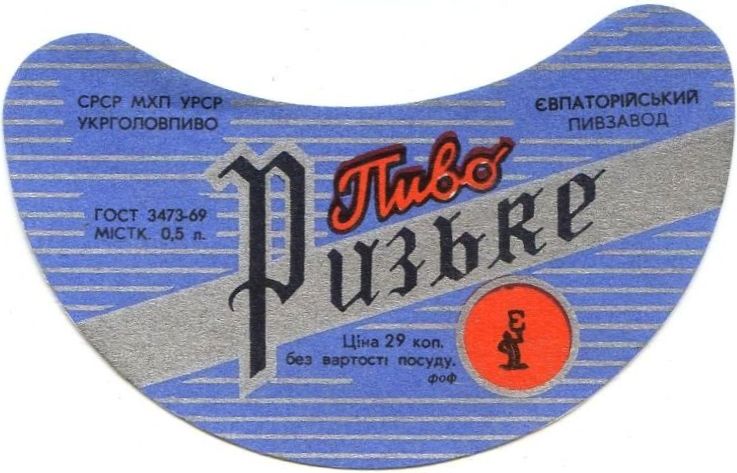 СРСР МХП УРСР
УКРГОЛОВПИВО
ЄВПАТОРІЙСЬКИЙ
ПИВЗАВОД
Пиво
Ризьке
ГОСТ 3473-69
МІСТК. 0,5 л.
Ціна 29 коп.
без вартості посуду.
фоф